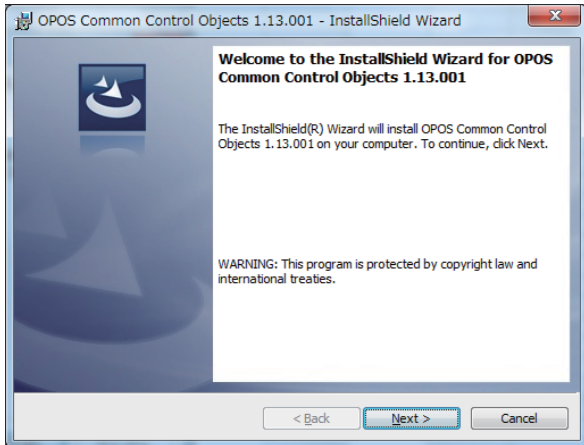 OPOS Common Control Objects 1.13.001 - InstallShield Wizard
Welcome to the InstallShield Wizard for OPOS
Common Control Objects 1.13.001
The InstallShield(R) Wizard will install OPOS Common Control
Objects 1.13.001 on your computer. To continue, click Next.
WARNING: This program is protected by copyright law and
international treaties.
< Back Next > Cancel